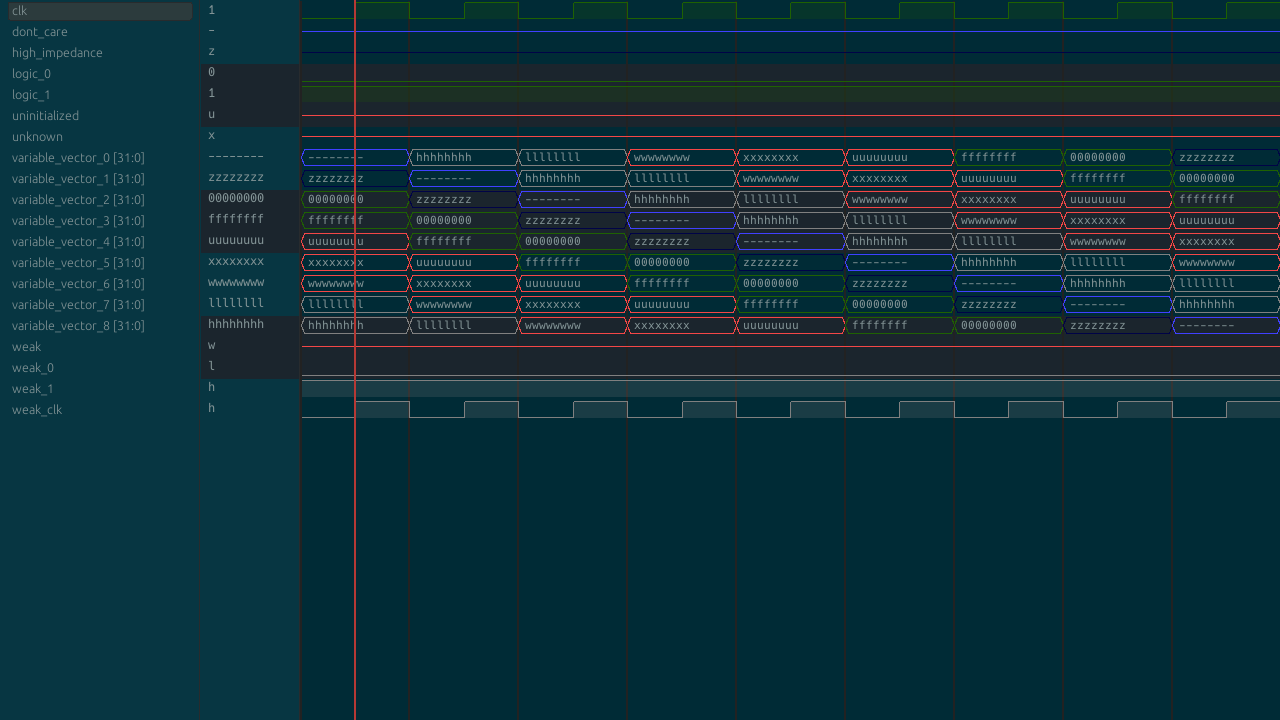 clk 1
dont_care -
high_impedance z
logic_0 0
logic_1 1
uninitialized u
unknown x
variable_vector_0 [31:0] -------- -------- hhhhhhhh llllllll wwwwwwww xxxxxxxx uuuuuuuu ffffffff 00000000 zzzzzzzz
variable_vector_1 [31:0] zzzzzzzz zzzzzzzz -------- hhhhhhhh llllllll wwwwwwww xxxxxxxx uuuuuuuu ffffffff 00000000
variable_vector_2 [31:0] 00000000 00000000 zzzzzzzz -------- hhhhhhhh llllllll wwwwwwww xxxxxxxx uuuuuuuu ffffffff
variable_vector_3 [31:0] ffffffff ffffffff 00000000 zzzzzzzz -------- hhhhhhhh llllllll wwwwwwww xxxxxxxx uuuuuuuu
variable_vector_4 [31:0] uuuuuuuu uuuuuuuu ffffffff 00000000 zzzzzzzz -------- hhhhhhhh llllllll wwwwwwww xxxxxxxx
variable_vector_5 [31:0] xxxxxxxx xxxxxxxx uuuuuuuu ffffffff 00000000 zzzzzzzz -------- hhhhhhhh llllllll wwwwwwww
variable_vector_6 [31:0] wwwwwwww wwwwwwww xxxxxxxx uuuuuuuu ffffffff 00000000 zzzzzzzz -------- hhhhhhhh llllllll
variable_vector_7 [31:0] llllllll llllllll wwwwwwww xxxxxxxx uuuuuuuu ffffffff 00000000 zzzzzzzz -------- hhhhhhhh
variable_vector_8 [31:0] hhhhhhhh hhhhhhhh llllllll wwwwwwww xxxxxxxx uuuuuuuu ffffffff 00000000 zzzzzzzz --------
weak w
weak_0 l
weak_1 h
weak_clk h